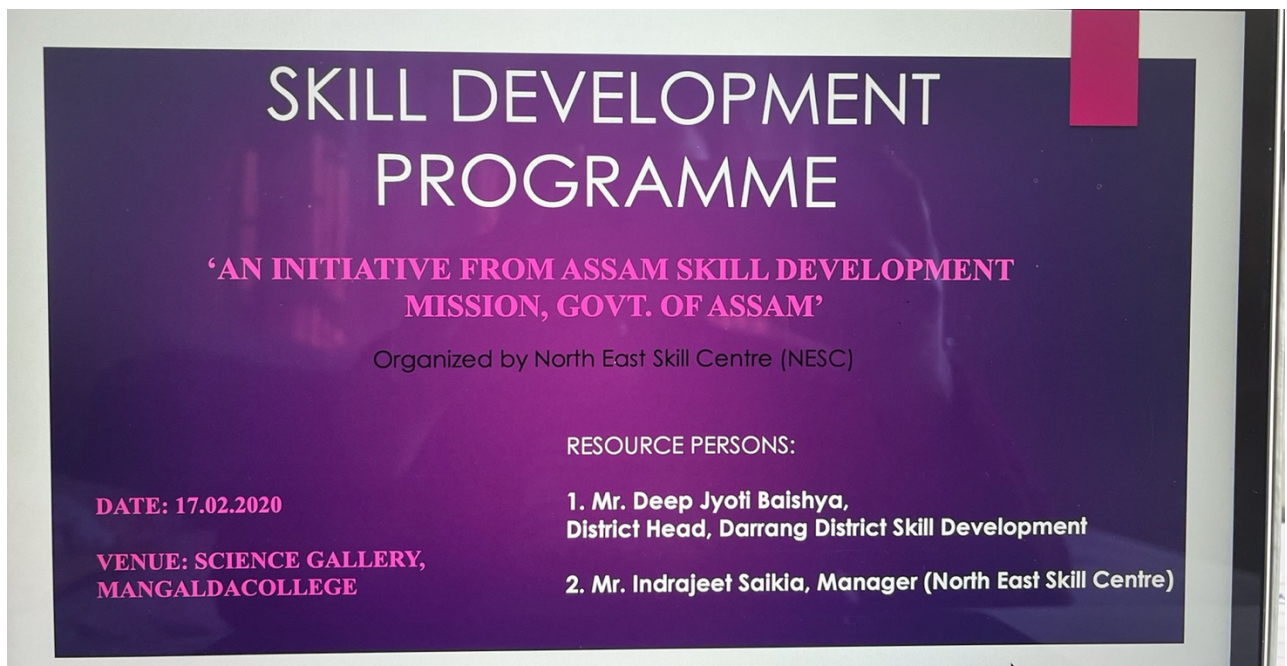 SKILL DEVELOPMENT
PROGRAMME
‘AN INITIATIVE FROM ASSAM SKILL DEVELOPMENT
MISSION, GOVT. OF ASSAM’
Organized by North East Skill Centre (NESC)
DATE: 17.02.2020
VENUE: SCIENCE GALLERY,
MANGALDACOLLEGE
RESOURCE PERSONS:
1. Mr. Deep Jyoti Baishya,
District Head, Darrang District Skill Development
2. Mr. Indrajeet Saikia, Manager (North East Skill Centre)